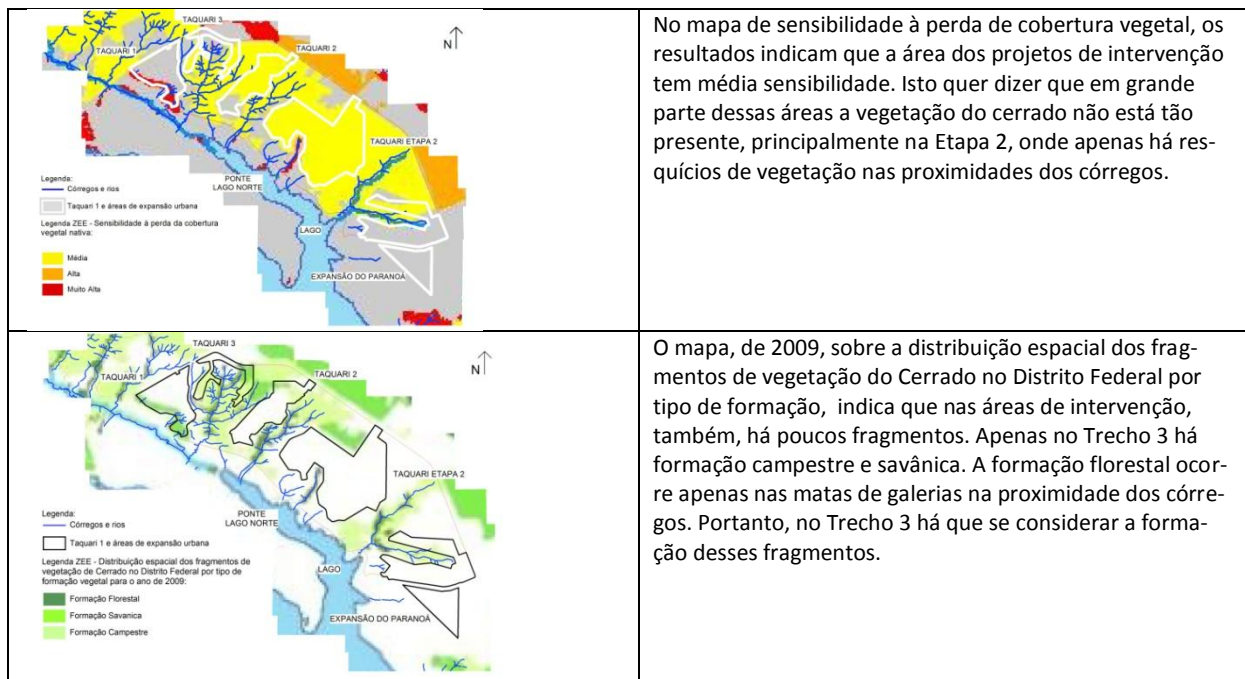 TAQUARI 3
TAQUARI 1
TAQUARI 2
N
TAQUARI ETAPA 2
PONTE
LAGO NORTE
LAGO
EXPANSÃO DO PARANOÁ
Legenda:
Córregos e rios
Taquari 1 e áreas de expansão urbana
Legenda ZEE - Sensibilidade à perda da cobertura
vegetal nativa:
Média
Alta
Muito Alta
No mapa de sensibilidade à perda de cobertura vegetal, os
resultados indicam que a área dos projetos de intervenção
tem média sensibilidade. Isto quer dizer que em grande
parte dessas áreas a vegetação do cerrado não está tão
presente, principalmente na Etapa 2, onde apenas há res-
quícios de vegetação nas proximidades dos córregos.
TAQUARI 3
TAQUARI 1
TAQUARI 2
N
TAQUARI ETAPA 2
PONTE
LAGO NORTE
LAGO
EXPANSÃO DO PARANOÁ
Legenda:
Córregos e rios
Taquari 1 e áreas de expansão urbana
Legenda ZEE - Distribuição espacial dos fragmentos
de vegetação de Cerrado no Distrito Federal por tipo de
formação vegetal para o ano de 2009:
Formação Florestal
Formação Savanica
Formação Campestre
O mapa, de 2009, sobre a distribuição espacial dos frag-
mentos de vegetação do Cerrado no Distrito Federal por
tipo de formação, indica que nas áreas de intervenção,
também, há poucos fragmentos. Apenas no Trecho 3 há
formação campestre e savânica. A formação florestal ocor-
re apenas nas matas de galerias na proximidade dos córre-
gos. Portanto, no Trecho 3 há que se considerar a forma-
ção desses fragmentos.